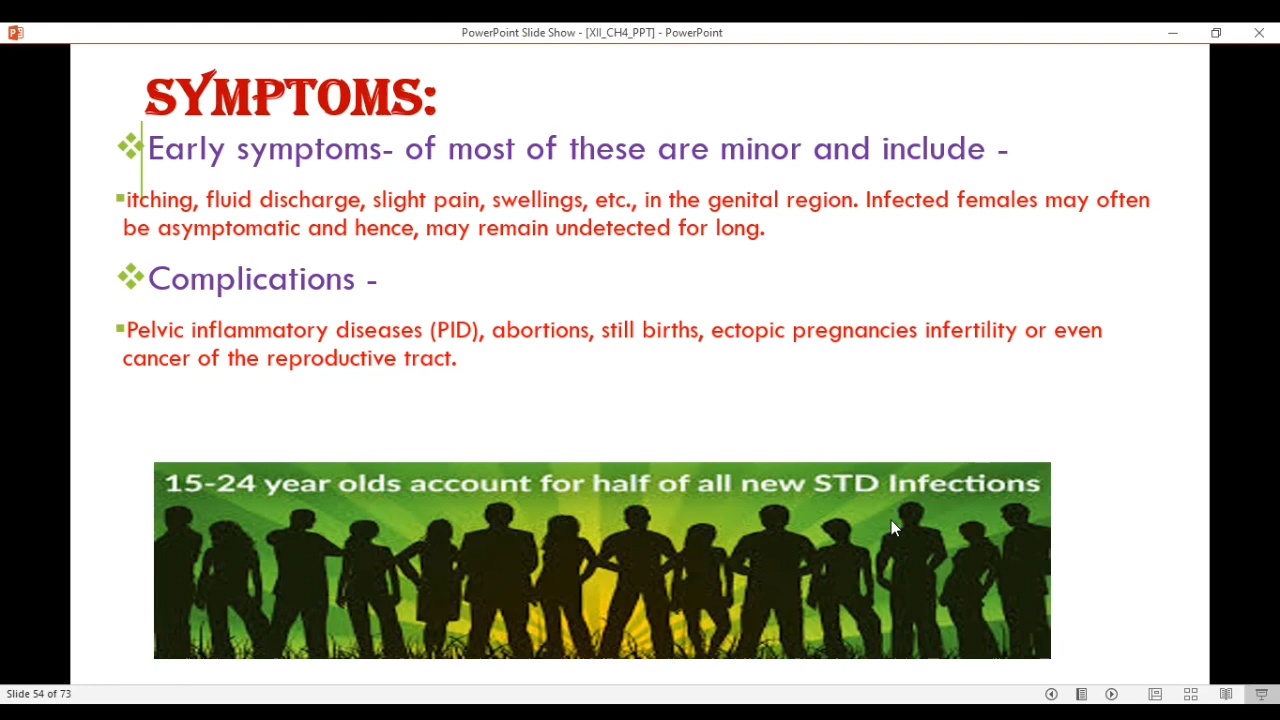 PowerPoint Slide Show - [XII_CH4_PPT] - PowerPoint
SYMPTOMS:
Early symptoms- of most of these are minor and include -
itching, fluid discharge, slight pain, swellings, etc., in the genital region. Infected females may often
be asymptomatic and hence, may remain undetected for long.
Complications -
Pelvic inflammatory diseases (PID), abortions, still births, ectopic pregnancies infertility or even
cancer of the reproductive tract.
15-24 year olds account for half of all new STD Infections
Slide 54 of 73